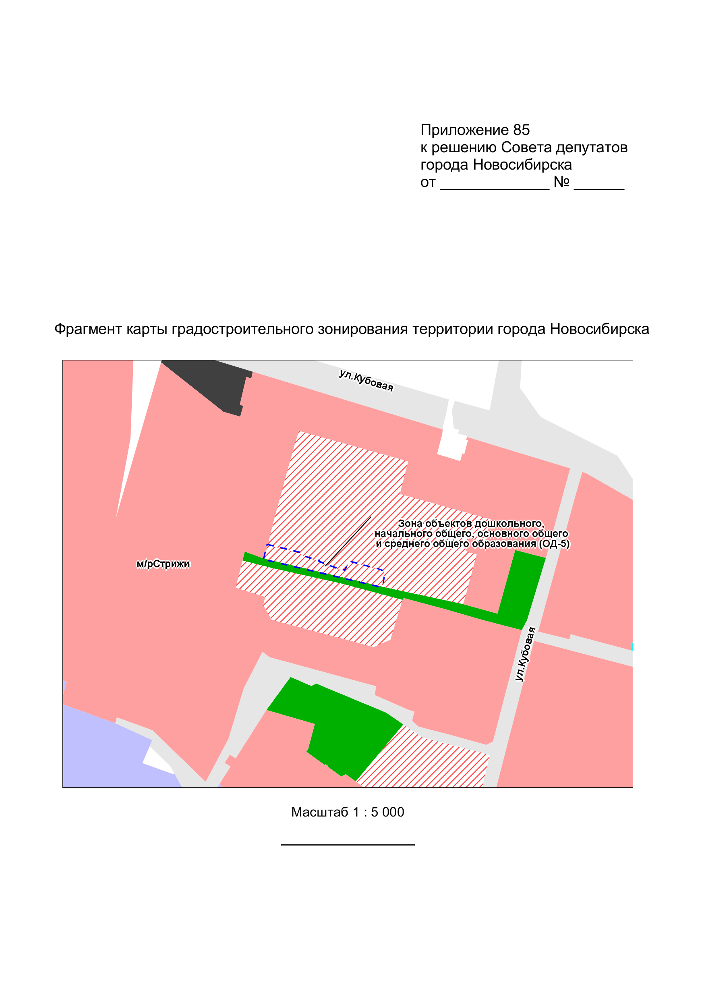 Приложение 85
к решению Совета депутатов
города Новосибирска
от _____________ № ______
Фрагмент карты градостроительного зонирования территории города Новосибирска
ул.Кубовая
Зона объектов дошкольного,
начального общего, основного общего
и среднего общего образования (ОД-5)
м/рСтрижи
ул.Кубовая
Масштаб 1 : 5 000